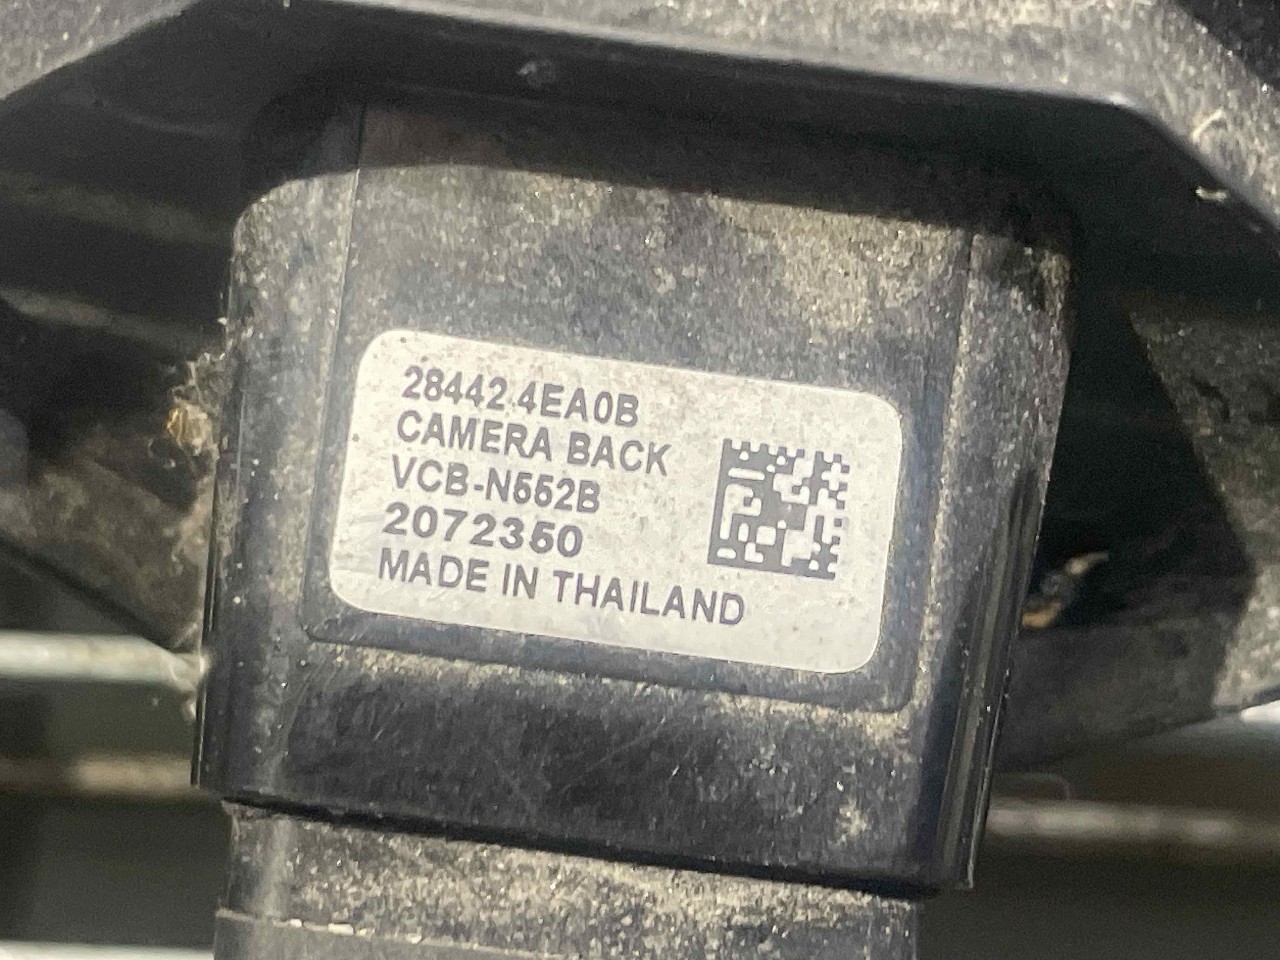 28442 4EA0B
CAMERA BACK
VCB-N552B
2072350
MADE IN THAILAND